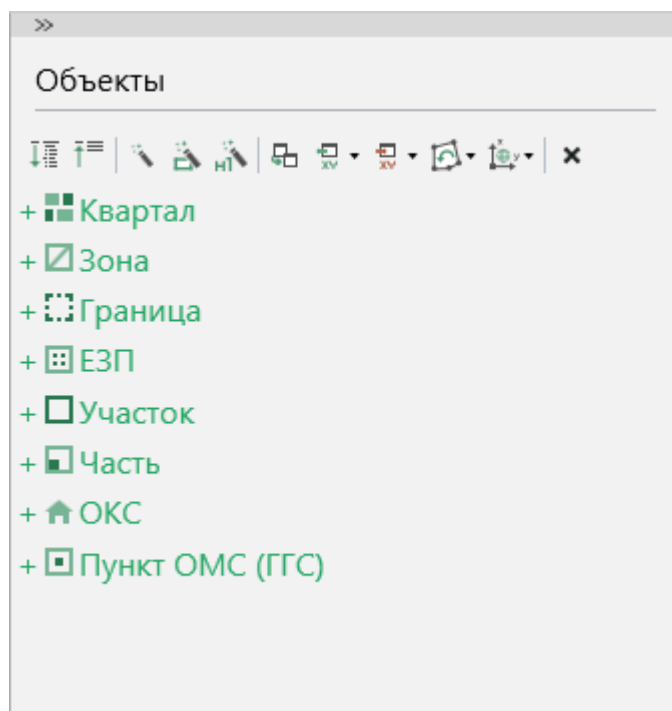 »
Объекты
+ Квартал
+ Зона
+ Граница
+ ЕЗП
+ Участок
+ Часть
+ ОКС
+ Пункт ОМС (ГГС)